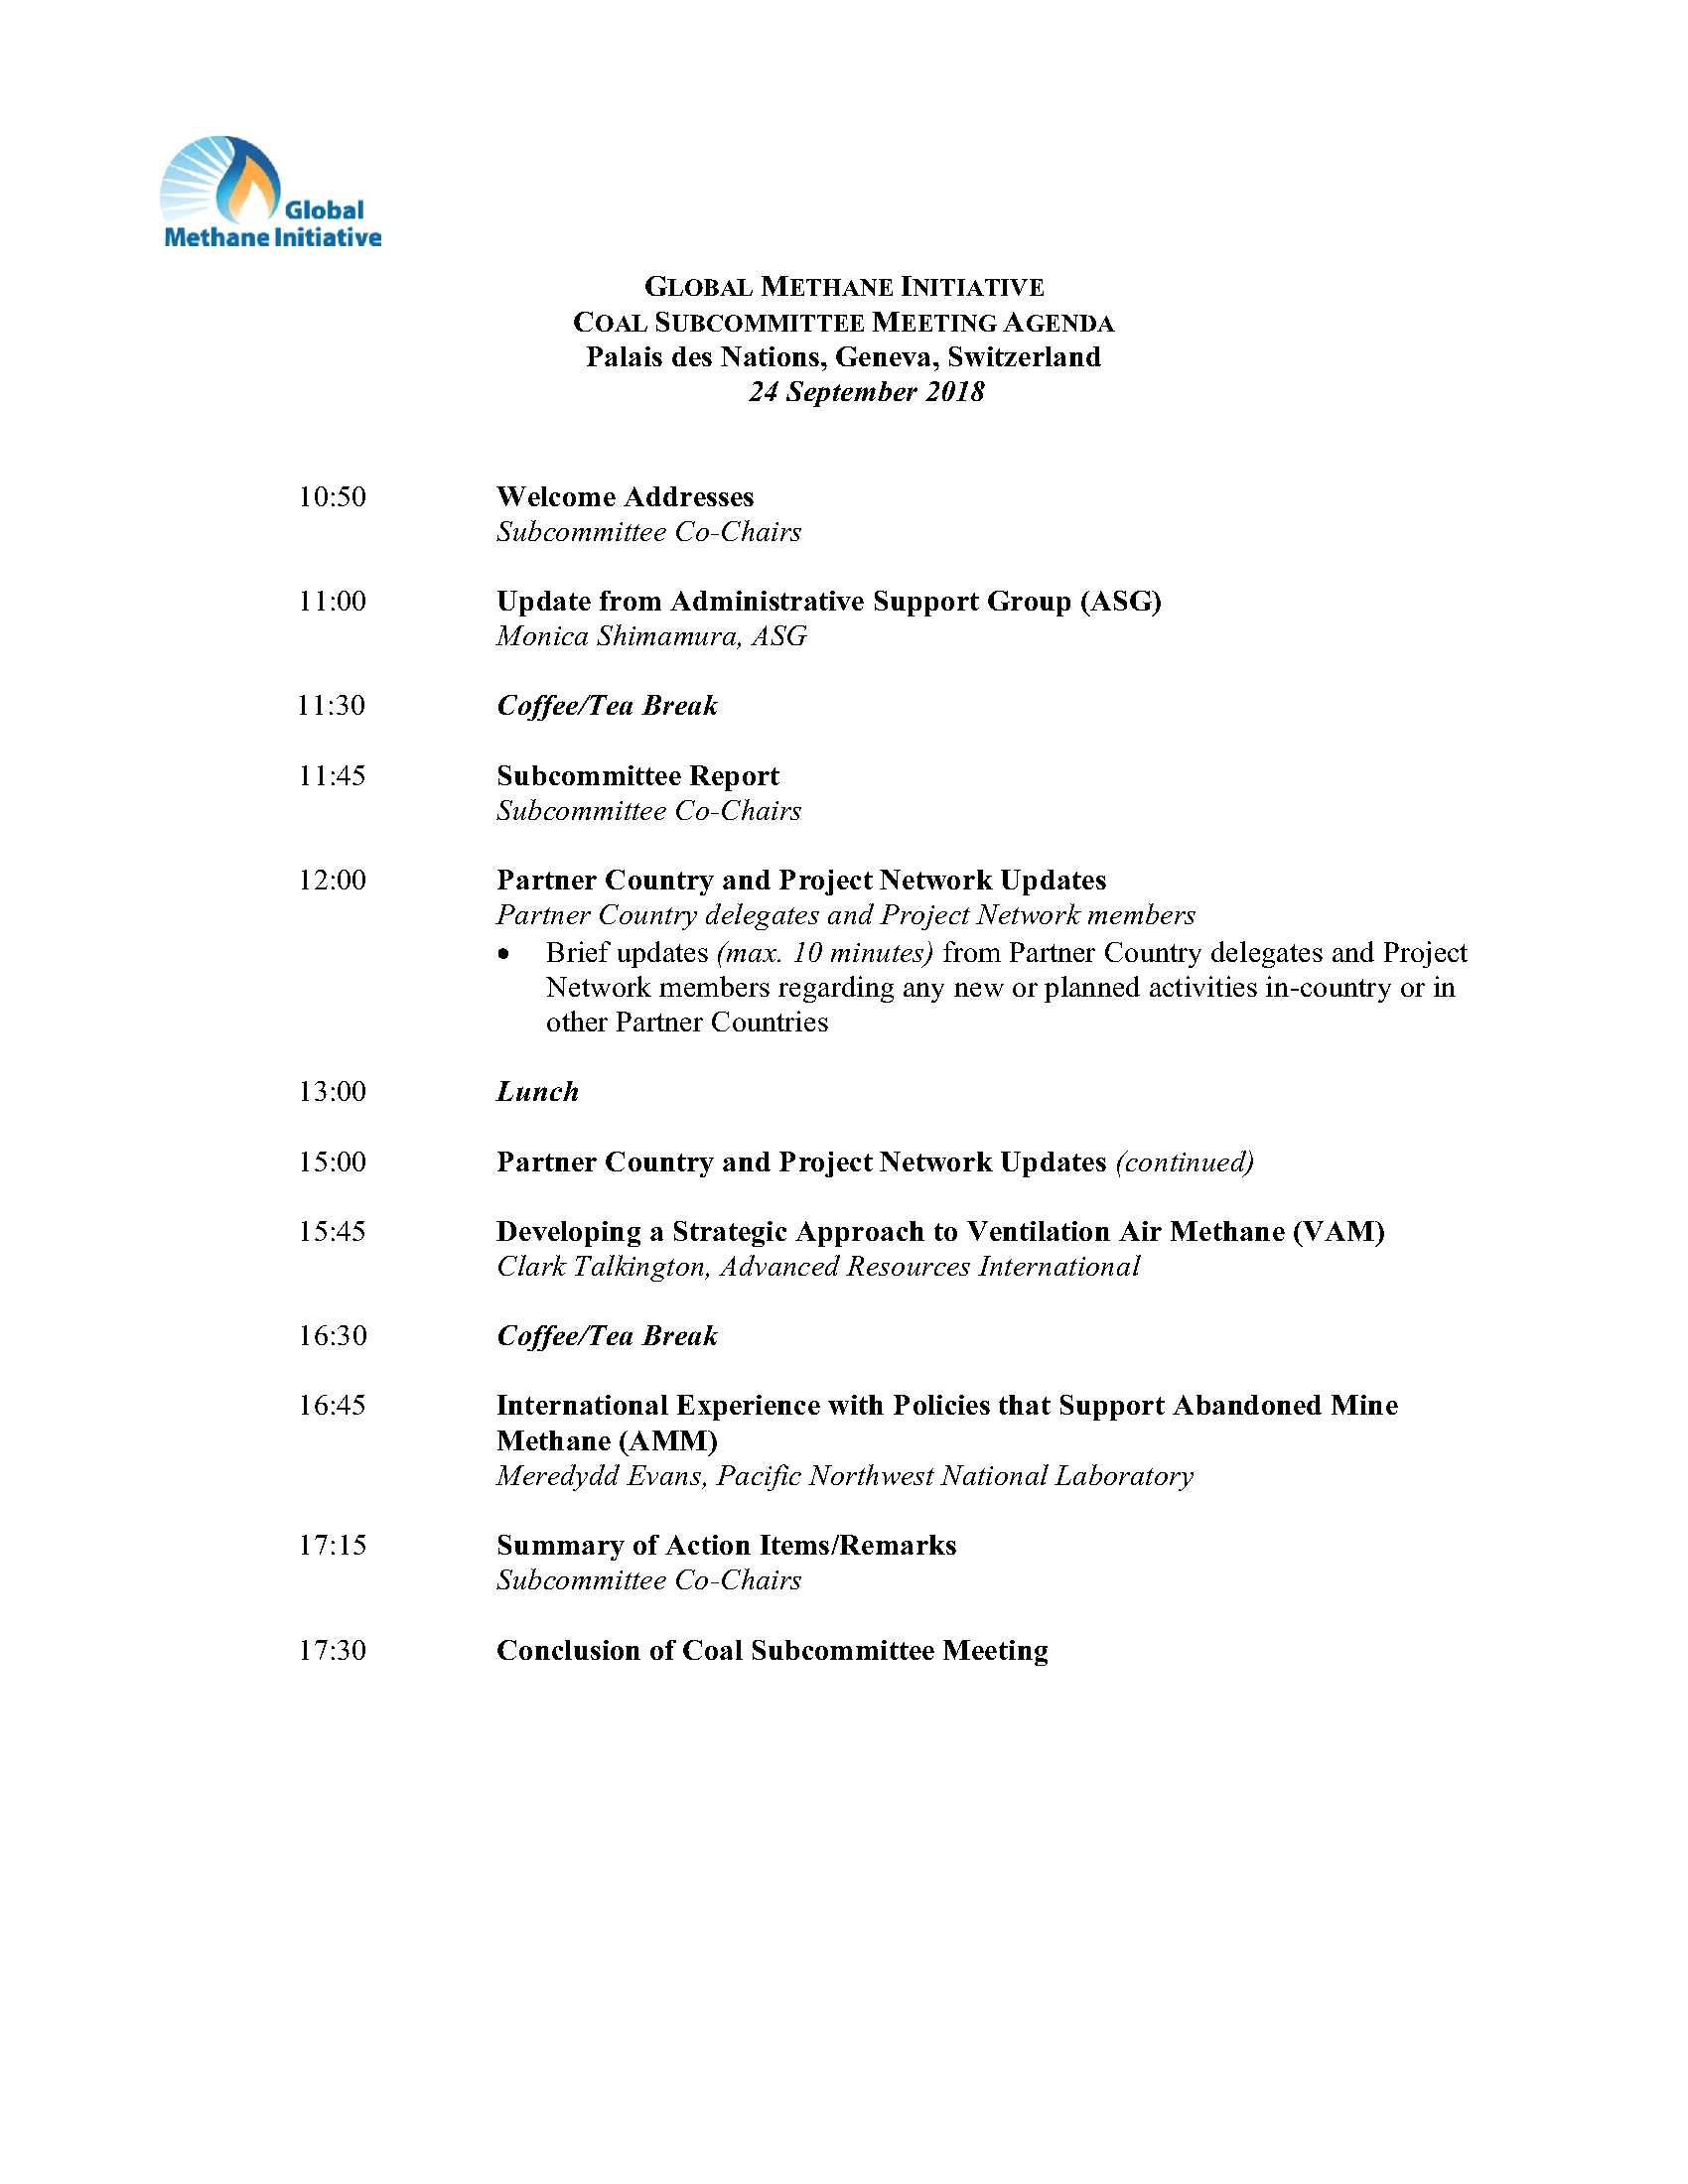 Global
Methane Initiative
GLOBAL METHANE INITIATIVE
COAL SUBCOMMITTEE MEETING AGENDA
Palais des Nations, Geneva, Switzerland
24 September 2018
10:50 Welcome Addresses
Subcommittee Co-Chairs
11:00 Update from Administrative Support Group (ASG)
Monica Shimamura, ASG
11:30 Coffee/Tea Break
11:45 Subcommittee Report
Subcommittee Co-Chairs
12:00 Partner Country and Project Network Updates
Partner Country delegates and Project Network members
• Brief updates (max. 10 minutes) from Partner Country delegates and Project
Network members regarding any new or planned activities in-country or in
other Partner Countries
13:00 Lunch
15:00 Partner Country and Project Network Updates (continued)
15:45 Developing a Strategic Approach to Ventilation Air Methane (VAM)
Clark Talkington, Advanced Resources International
16:30 Coffee/Tea Break
16:45 International Experience with Policies that Support Abandoned Mine
Methane (AMM)
Meredydd Evans, Pacific Northwest National Laboratory
17:15 Summary of Action Items/Remarks
Subcommittee Co-Chairs
17:30 Conclusion of Coal Subcommittee Meeting